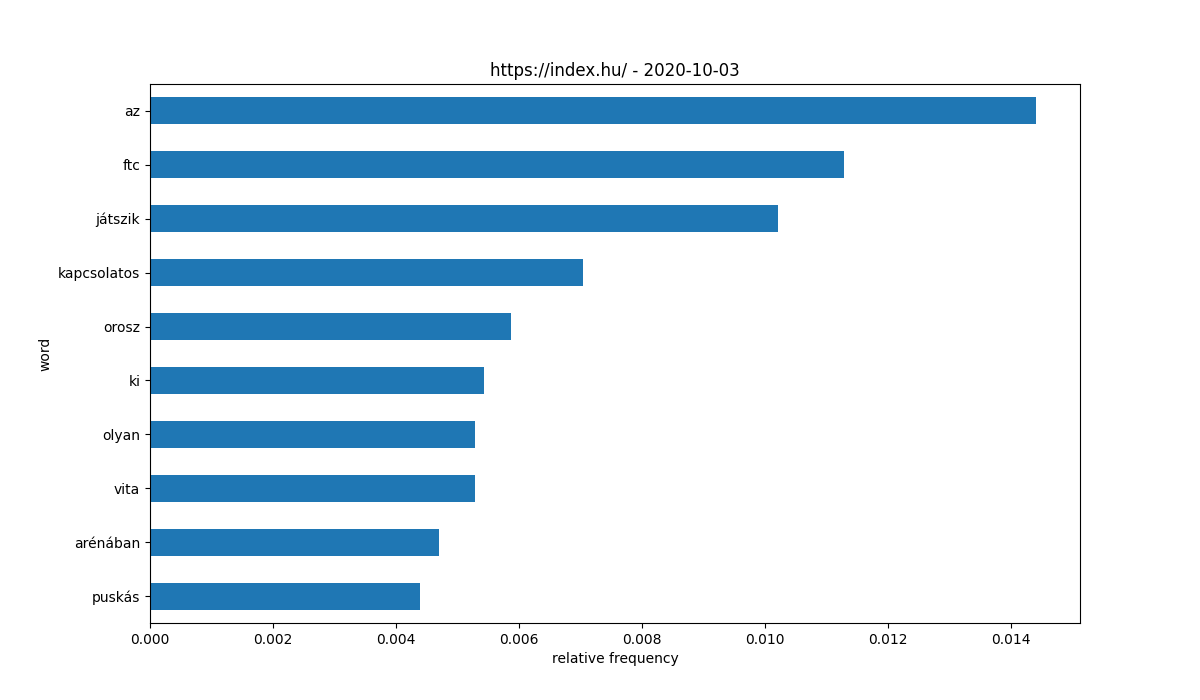 https://index.hu/ - 2020-10-03
az
ftc
játszik
kapcsolatos
orosz
ki
olyan
vita
arénában
puskás
word
0.000 0.002 0.004 0.006 0.008 0.010 0.012 0.014
relative frequency